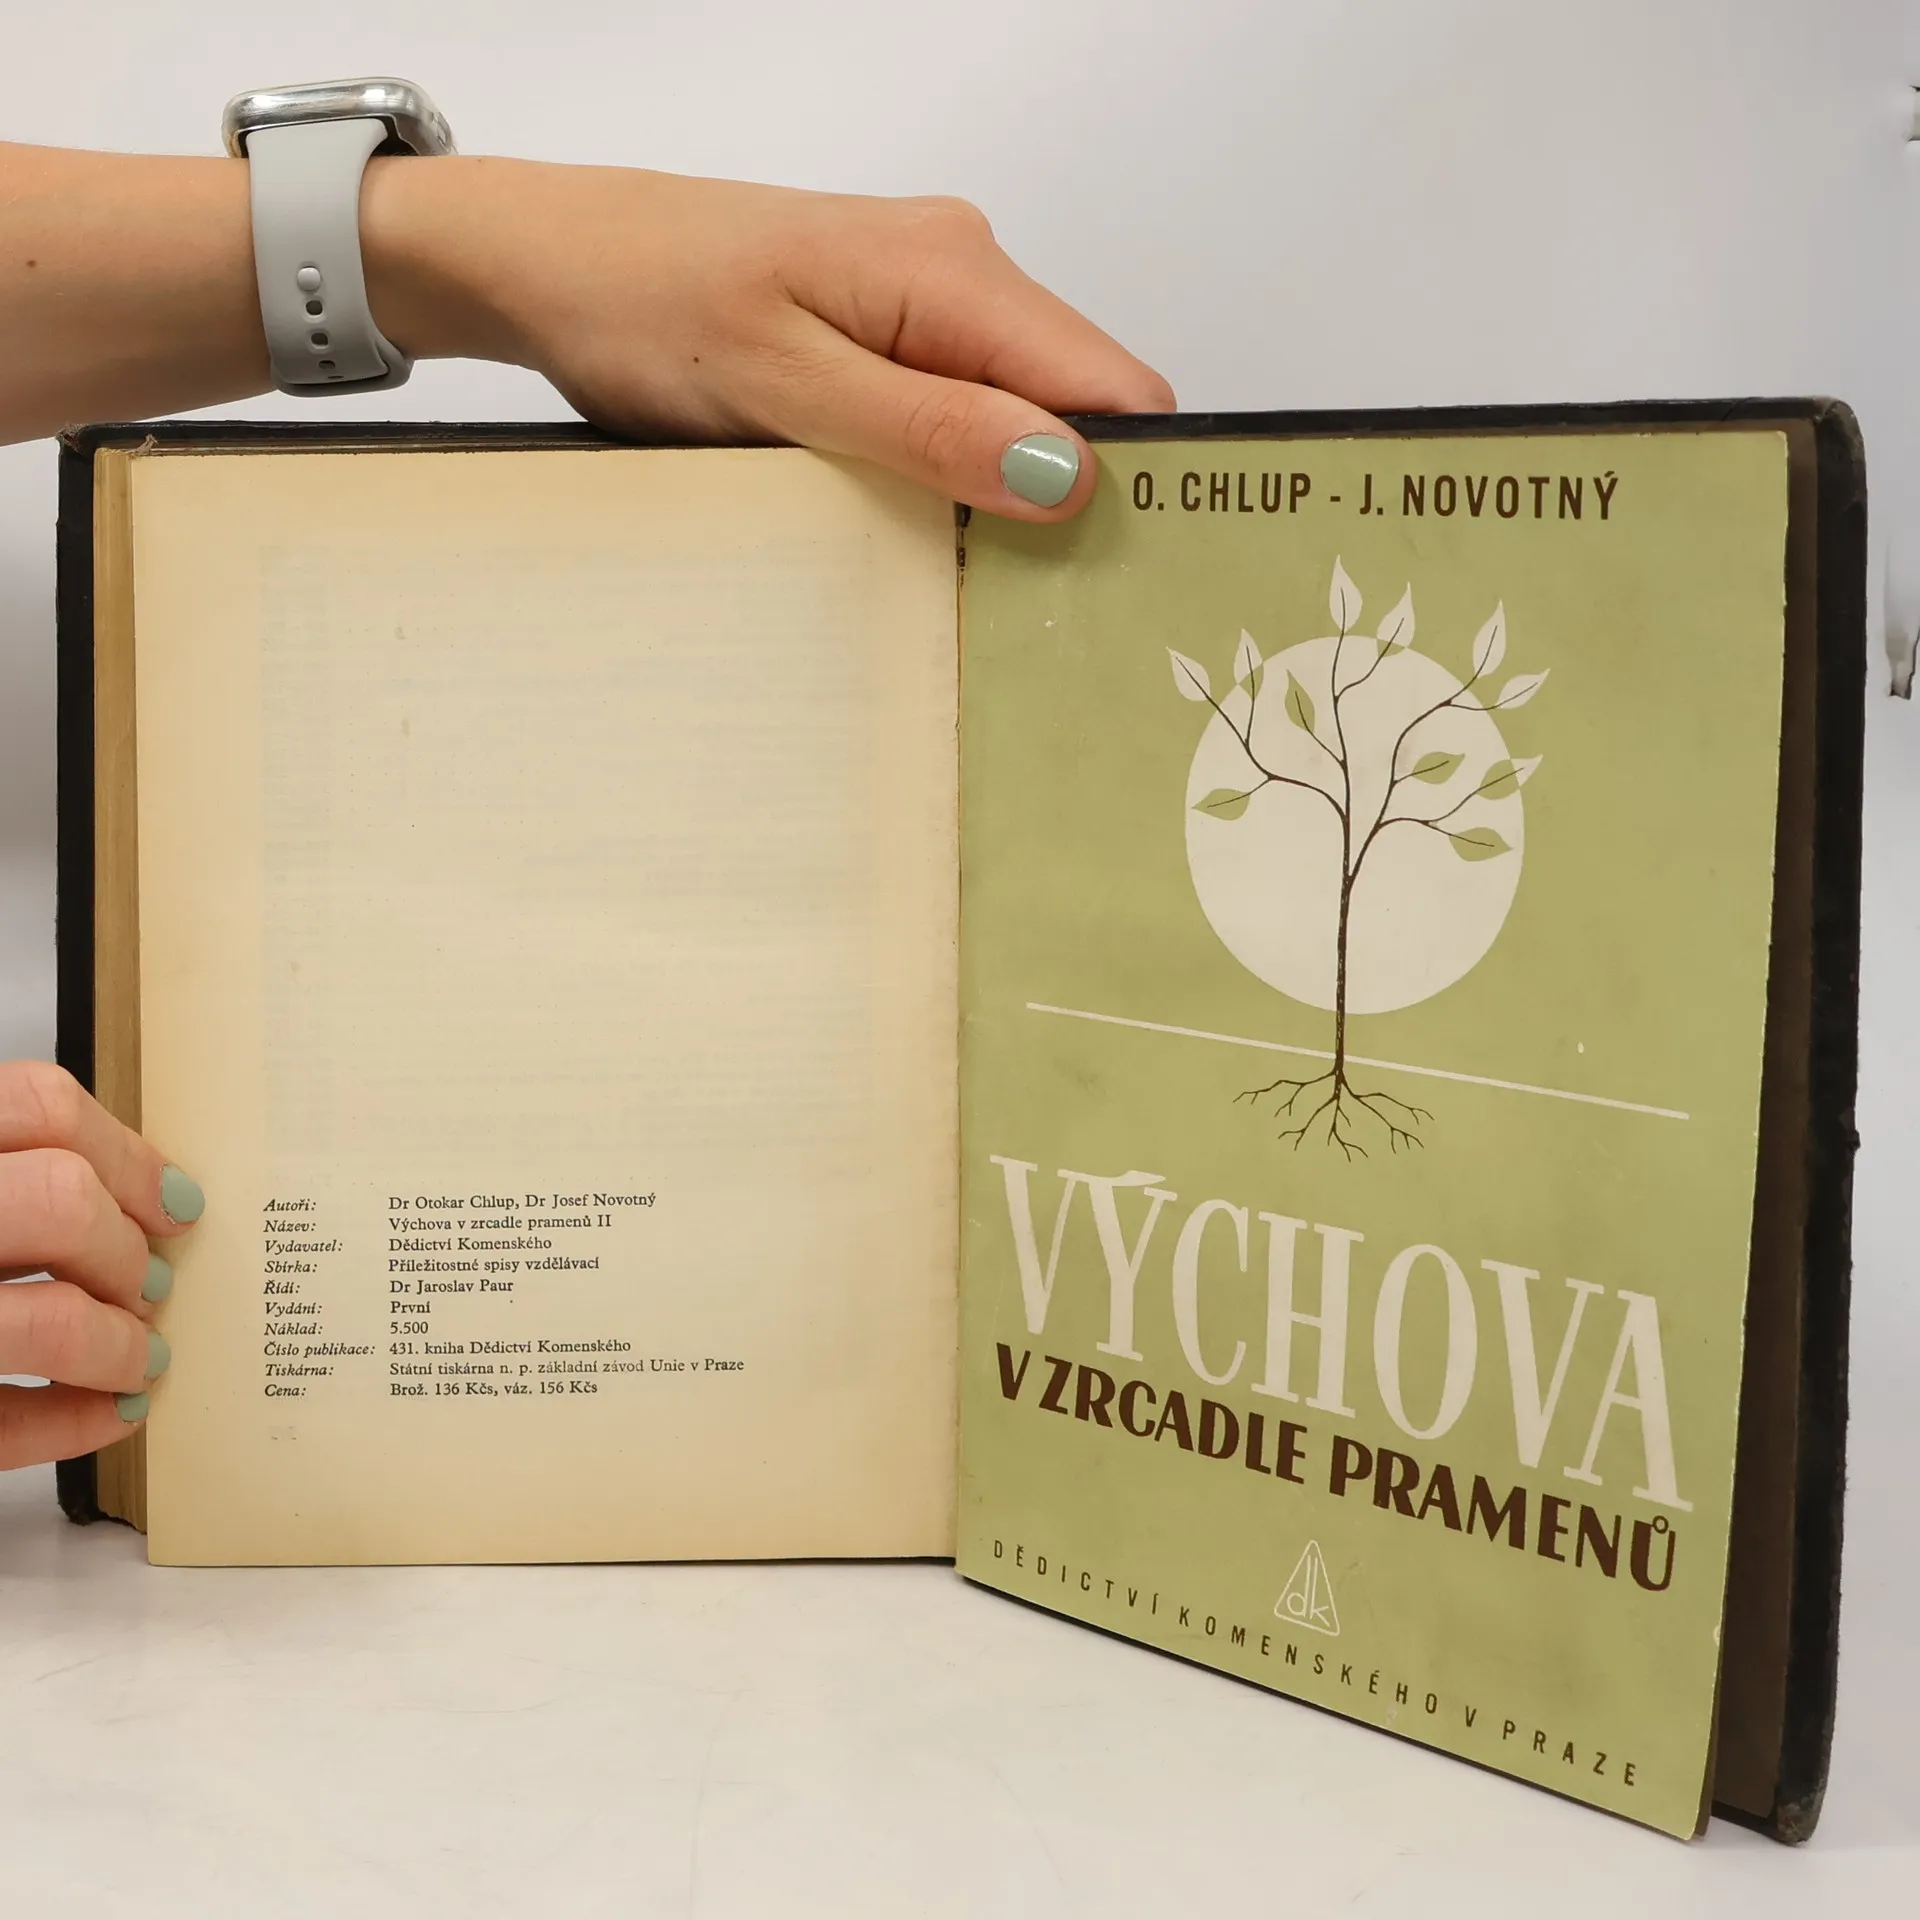 Autoři: Dr Otokar Chlup, Dr Josef Novotný
Název: Výchova v zrcadle pramenů II
Vydavatel: Dědictví Komenského
Sbírka: Příležitostné spisy vzdělávací
Řídí: Dr Jaroslav Paur
Vydání: První
Náklad: 5.500
Číslo publikace: 431. kniha Dědictví Komenského
Tiskárna: Státní tiskárna n. p. základní závod Unie v Praze
Cena: Brož. 136 Kčs, váz. 156 Kčs
O. CHLUP - J. NOVOTNÝ
VÝCHOVA
V ZRCADLE PRAMENŮ
dk
DĚDICTVÍ KOMENSKÉHO V PRAZE